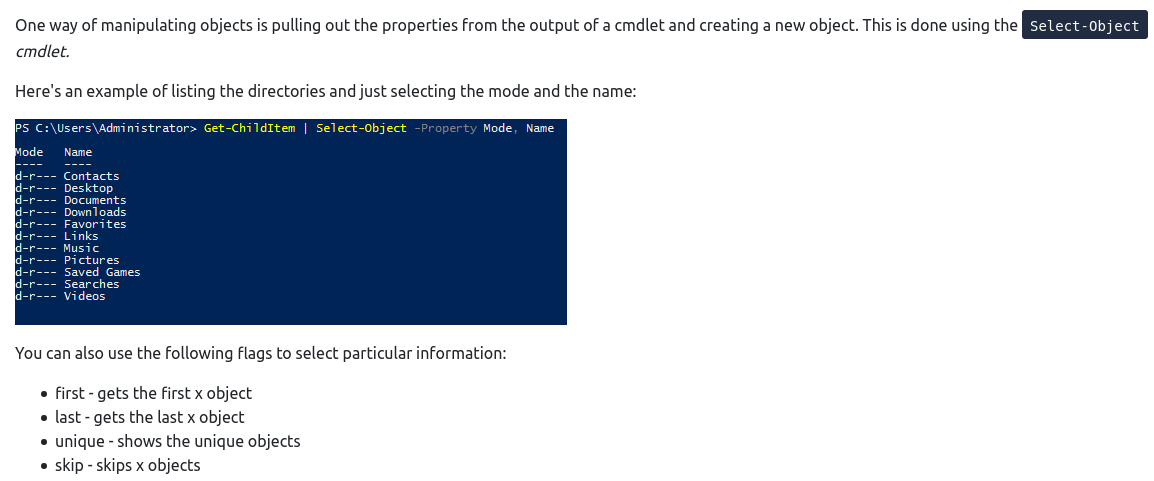 One way of manipulating objects is pulling out the properties from the output of a cmdlet and creating a new object. This is done using the Select-Object
cmdlet.
Here's an example of listing the directories and just selecting the mode and the name:
PS C:\Users\Administrator> Get-ChildItem | Select-Object -Property Mode, Name
Mode   Name
----   ----
d-r--- Contacts
d-r--- Desktop
d-r--- Documents
d-r--- Downloads
d-r--- Favorites
d-r--- Links
d-r--- Music
d-r--- Pictures
d-r--- Saved Games
d-r--- Searches
d-r--- Videos
You can also use the following flags to select particular information:
• first - gets the first x object
• last - gets the last x object
• unique - shows the unique objects
• skip - skips x objects